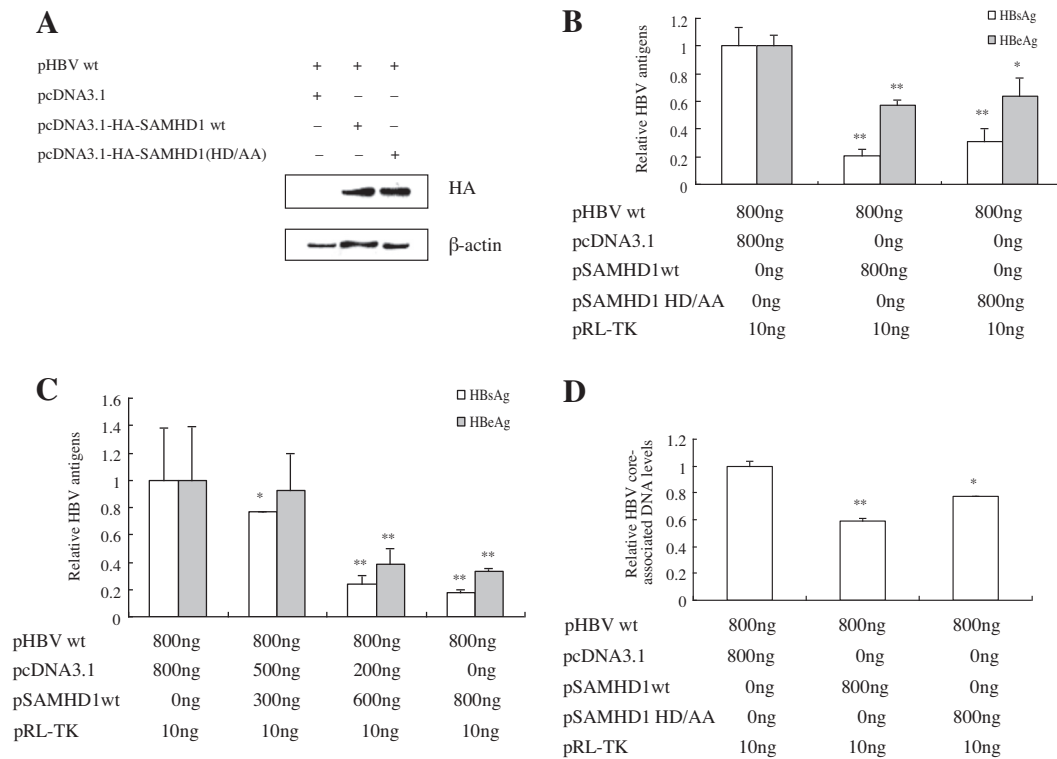 A
pHBV wt + + +
pcDNA3.1 + – –
pcDNA3.1-HA-SAMHD1 wt – + –
pcDNA3.1-HA-SAMHD1(HD/AA) – – +
HA
β-actin
B
HBsAg
HBeAg
Relative HBV antigens
1.2
1
0.8
0.6
0.4
0.2
0
** ** ** *
pHBV wt 800ng 800ng 800ng
pcDNA3.1 800ng 0ng 0ng
pSAMHD1wt 0ng 800ng 0ng
pSAMHD1 HD/AA 0ng 0ng 800ng
pRL-TK 10ng 10ng 10ng
C
HBsAg
HBeAg
Relative HBV antigens
1.6
1.4
1.2
1
0.8
0.6
0.4
0.2
0
* ** ** ** **
pHBV wt 800ng 800ng 800ng 800ng
pcDNA3.1 800ng 500ng 200ng 0ng
pSAMHD1wt 0ng 300ng 600ng 800ng
pRL-TK 10ng 10ng 10ng 10ng
D
Relative HBV core-
associated DNA levels
1.2
1
0.8
0.6
0.4
0.2
0
** *
pHBV wt 800ng 800ng 800ng
pcDNA3.1 800ng 0ng 0ng
pSAMHD1wt 0ng 800ng 0ng
pSAMHD1 HD/AA 0ng 0ng 800ng
pRL-TK 10ng 10ng 10ng